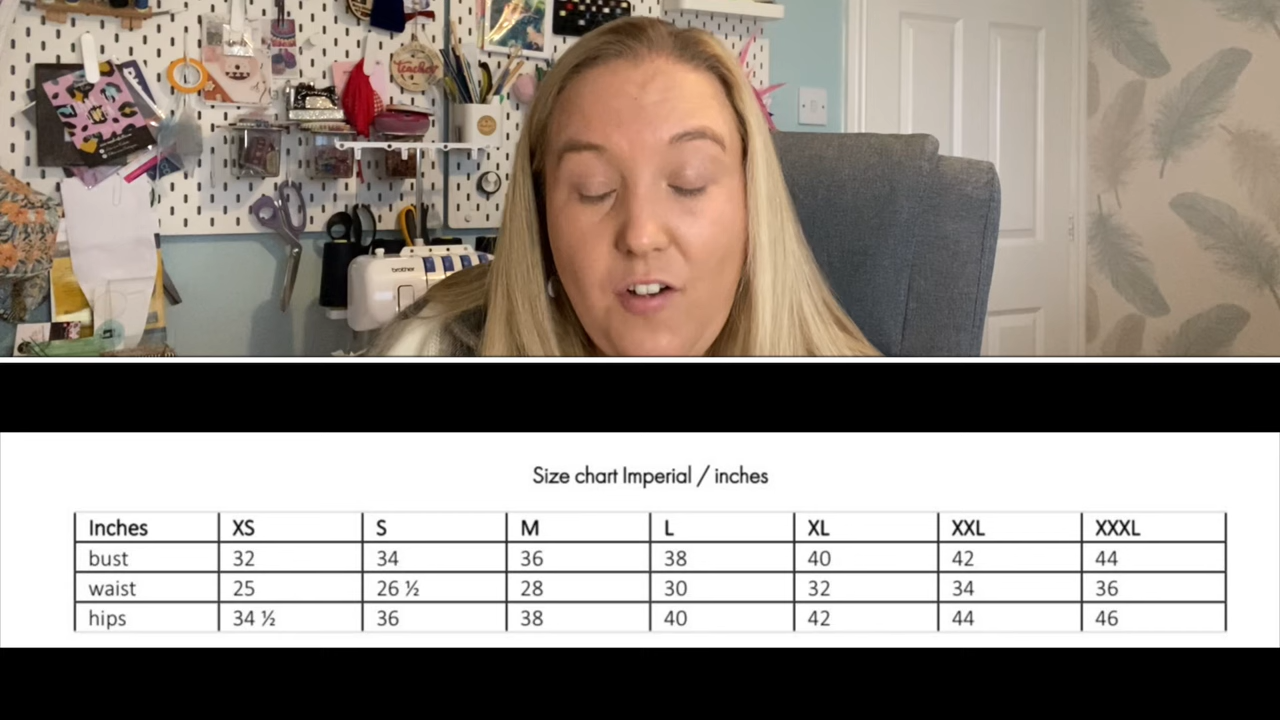 Teacher
brother
Size chart Imperial / inches
Inches XS S M L XL XXL XXXL
bust 32 34 36 38 40 42 44
waist 25 26 ½ 28 30 32 34 36
hips 34 ½ 36 38 40 42 44 46